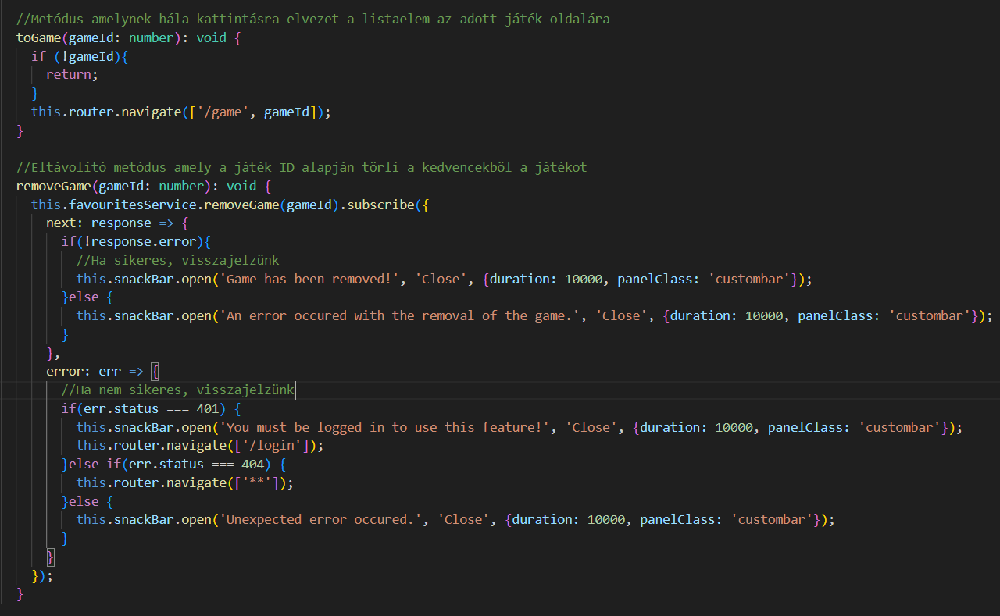 //Metódus amelynek hála kattintásra elvezet a listaelem az adott játék oldalára
toGame(gameId: number): void {
  if (!gameId){
    return;
  }
  this.router.navigate(['/game', gameId]);
}

//Eltávolító metódus amely a játék ID alapján törli a kedvencekből a játékot
removeGame(gameId: number): void {
  this.favouritesService.removeGame(gameId).subscribe({
    next: response => {
      if(!response.error){
        //Ha sikeres, visszajelzünk
        this.snackBar.open('Game has been removed!', 'Close', {duration: 10000, panelClass: 'custombar'});
      }else {
        this.snackBar.open('An error occured with the removal of the game.', 'Close', {duration: 10000, panelClass: 'custombar'});
      }
    },
    error: err => {
      //Ha nem sikeres, visszajelzünk
      if(err.status === 401) {
        this.snackBar.open('You must be logged in to use this feature!', 'Close', {duration: 10000, panelClass: 'custombar'});
        this.router.navigate(['/login']);
      }else if(err.status === 404) {
        this.router.navigate(['**']);
      }else {
        this.snackBar.open('Unexpected error occured.', 'Close', {duration: 10000, panelClass: 'custombar'});
      }
    }
  });
}